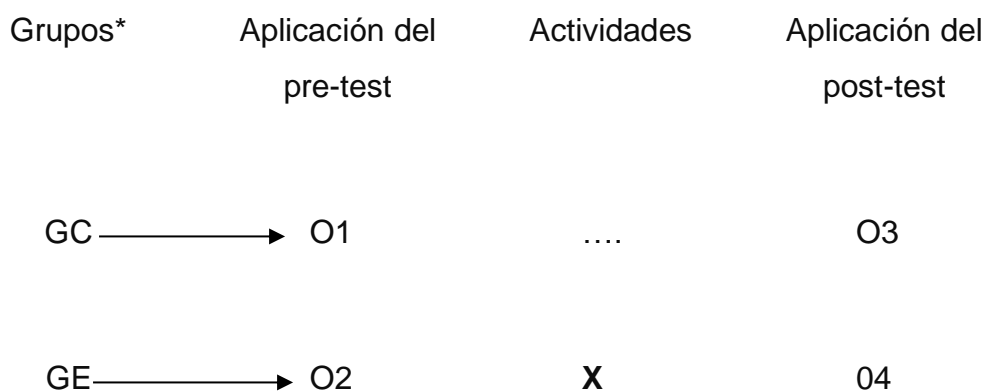 Grupos* Aplicación del Actividades Aplicación del
pre-test post-test
GC O1 …. O3
GE O2 X 04